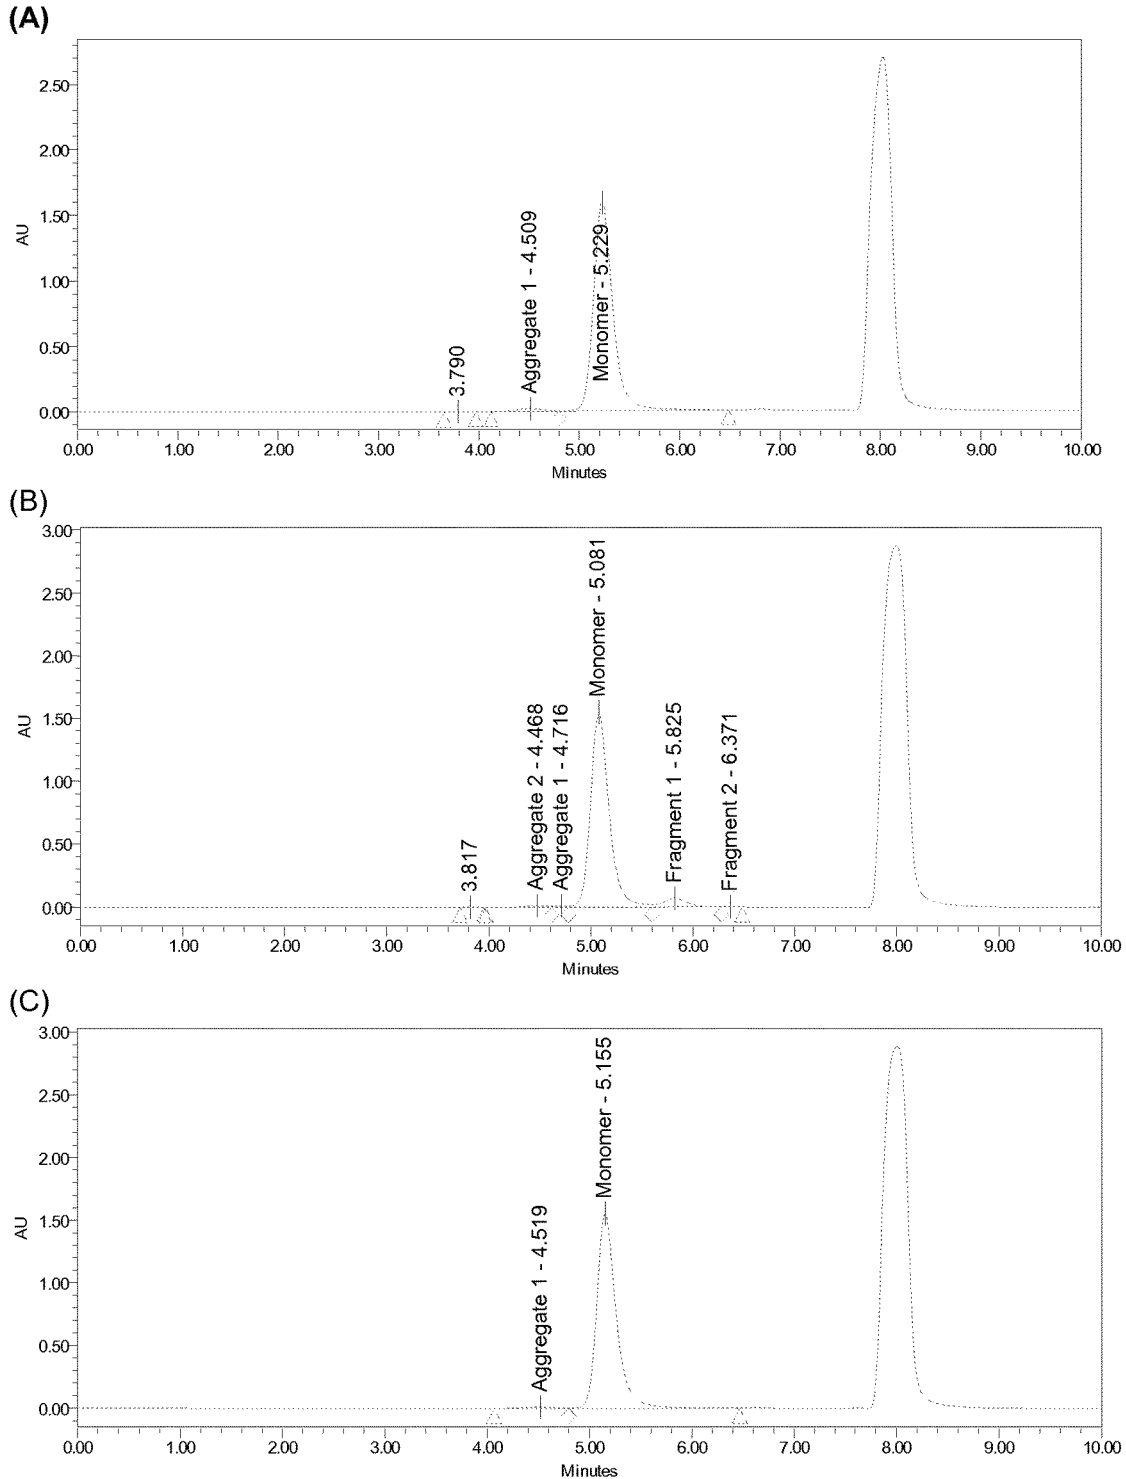 (A)
2.50
2.00
1.50
1.00
0.50
0.00
AU
3.790
Aggregate 1 - 4.509
Monomer - 5.229
0.00 1.00 2.00 3.00 4.00 5.00 6.00 7.00 8.00 9.00 10.00
Minutes
(B)
3.00
2.50
2.00
1.50
1.00
0.50
0.00
AU
3.817
Aggregate 2 - 4.468
Aggregate 1 - 4.716
Monomer - 5.081
Fragment 1 - 5.825
Fragment 2 - 6.371
0.00 1.00 2.00 3.00 4.00 5.00 6.00 7.00 8.00 9.00 10.00
Minutes
(C)
3.00
2.50
2.00
1.50
1.00
0.50
0.00
AU
Aggregate 1 - 4.519
Monomer - 5.155
0.00 1.00 2.00 3.00 4.00 5.00 6.00 7.00 8.00 9.00 10.00
Minutes